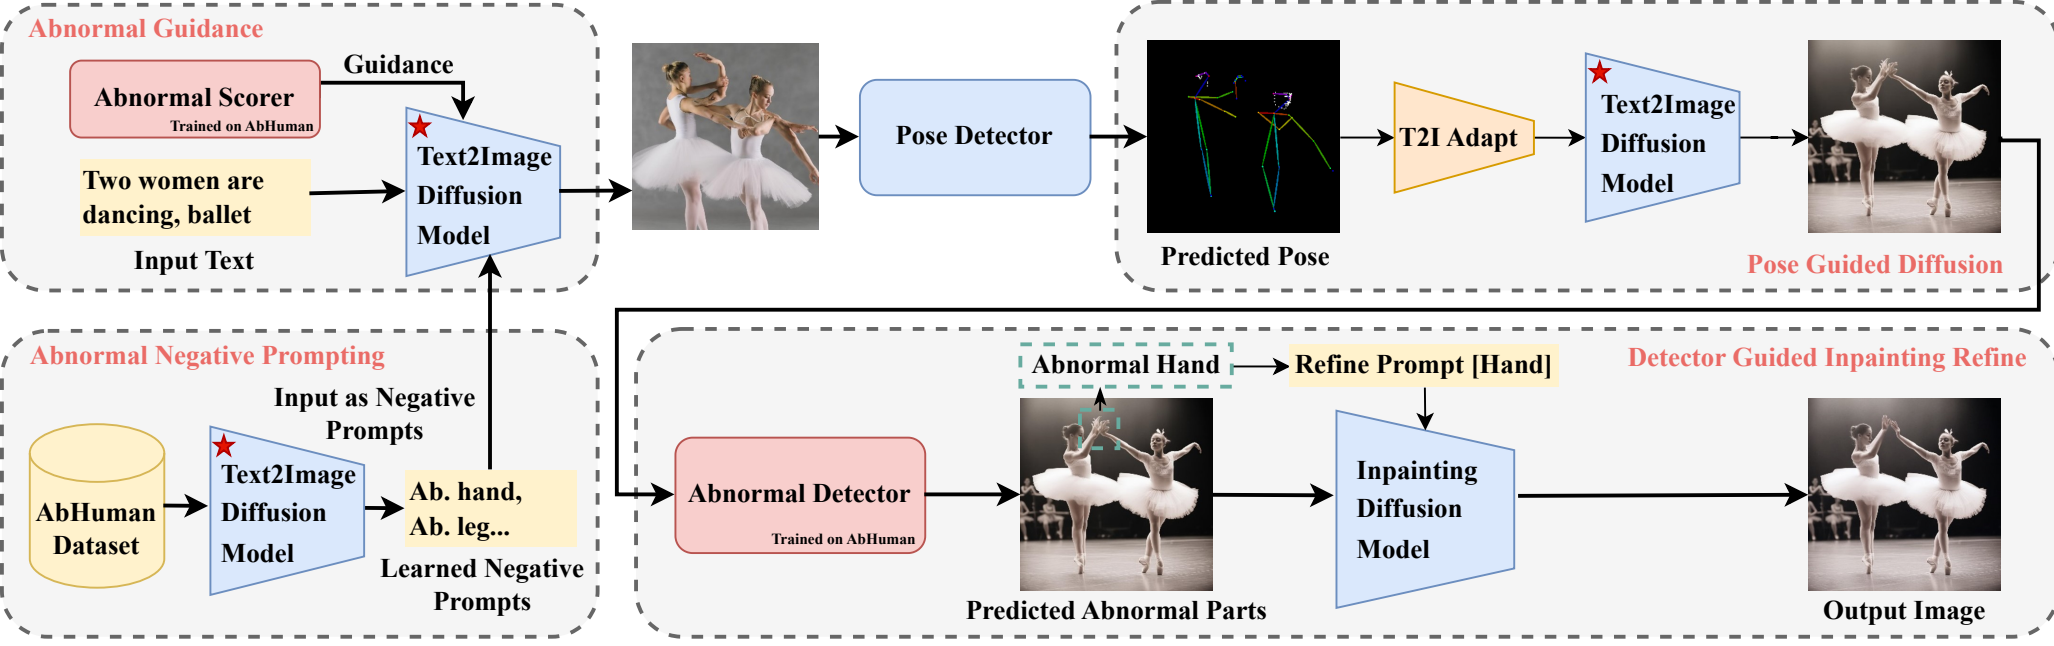 Abnormal Guidance
Abnormal Scorer
Trained on AbHuman
Guidance
Two women are
dancing, ballet
Input Text
Text2Image
Diffusion
Model
Pose Detector
Predicted Pose
T2I Adapt
Text2Image
Diffusion
Model
Pose Guided Diffusion
Abnormal Negative Prompting
AbHuman
Dataset
Text2Image
Diffusion
Model
Input as Negative
Prompts
Ab. hand,
Ab. leg...
Learned Negative
Prompts
Detector Guided Inpainting Refine
Abnormal Detector
Trained on AbHuman
Abnormal Hand
Refine Prompt [Hand]
Predicted Abnormal Parts
Inpainting
Diffusion
Model
Output Image